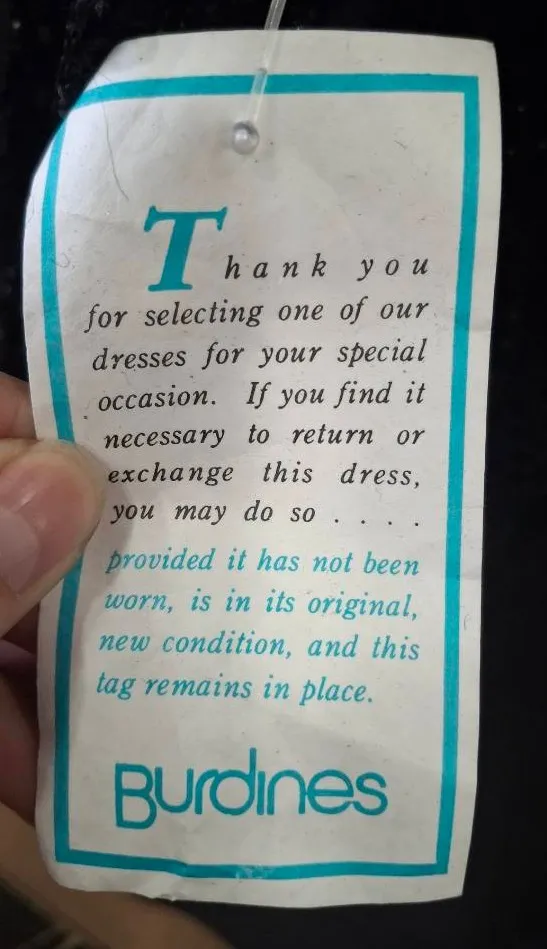 Thank you
for selecting one of our
dresses for your special
occasion. If you find it
necessary to return or
exchange this dress,
you may do so . . . .
provided it has not been
worn, is in its original,
new condition, and this
tag remains in place.
Burdines